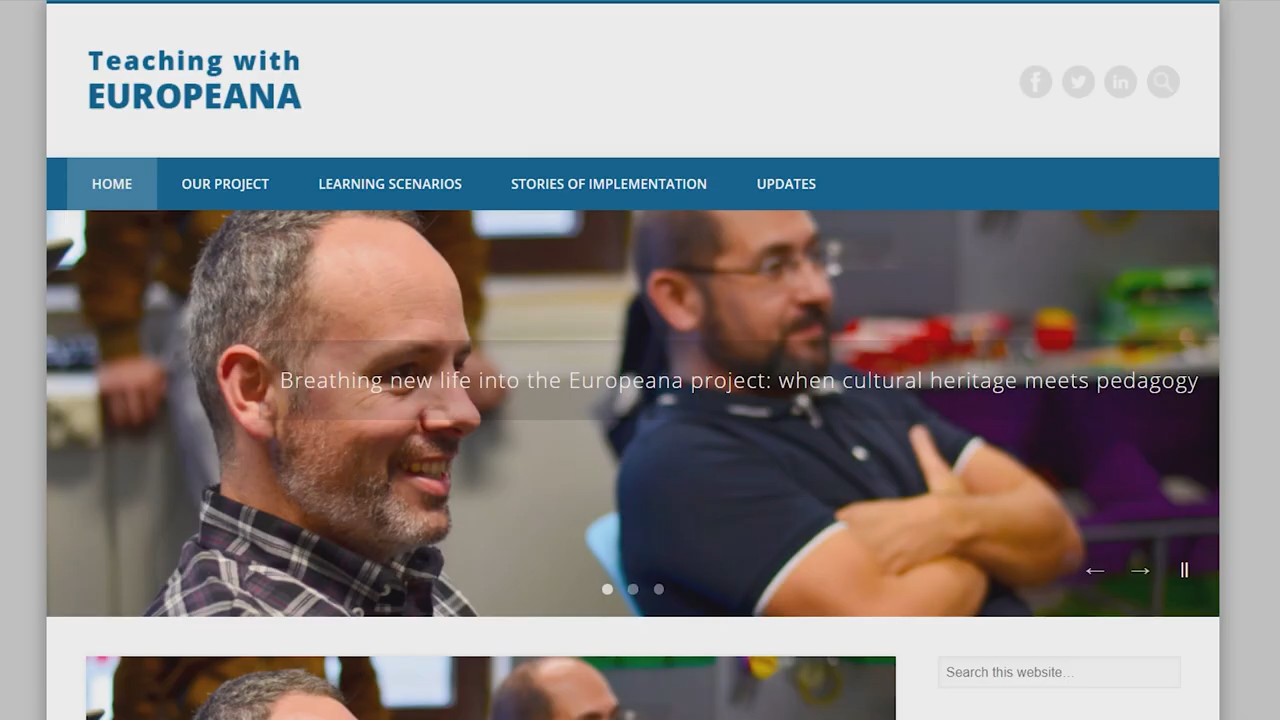 Teaching with
EUROPEANA
HOME OUR PROJECT LEARNING SCENARIOS STORIES OF IMPLEMENTATION UPDATES
Breathing new life into the Europeana project: when cultural heritage meets pedagogy
Search this website...